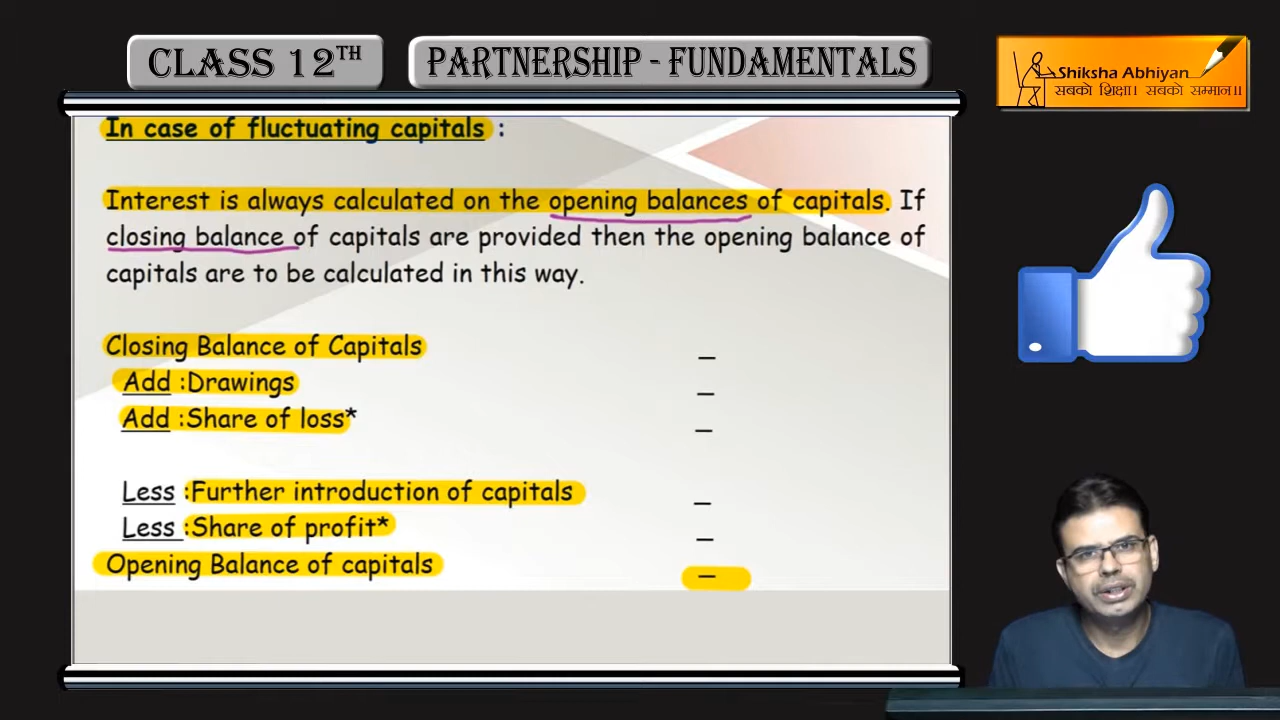 CLASS 12TH
PARTNERSHIP - FUNDAMENTALS
Shiksha Abhiyan
सबको शिक्षा। सबको सम्मान।।
In case of fluctuating capitals :
Interest is always calculated on the opening balances of capitals. If
closing balance of capitals are provided then the opening balance of
capitals are to be calculated in this way.
Closing Balance of Capitals –
Add :Drawings –
Add :Share of loss* –
Less :Further introduction of capitals –
Less :Share of profit* –
Opening Balance of capitals –